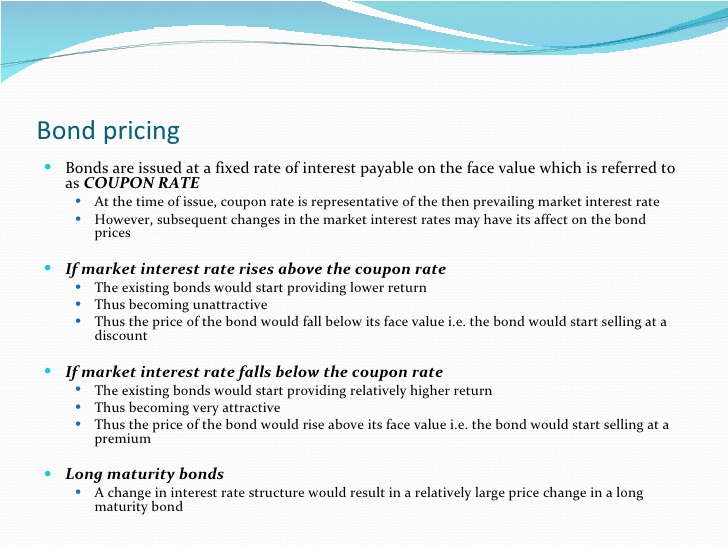 Bond pricing
• Bonds are issued at a fixed rate of interest payable on the face value which is referred to
as COUPON RATE
• At the time of issue, coupon rate is representative of the then prevailing market interest rate
• However, subsequent changes in the market interest rates may have its affect on the bond
prices
• If market interest rate rises above the coupon rate
• The existing bonds would start providing lower return
• Thus becoming unattractive
• Thus the price of the bond would fall below its face value i.e. the bond would start selling at a
discount
• If market interest rate falls below the coupon rate
• The existing bonds would start providing relatively higher return
• Thus becoming very attractive
• Thus the price of the bond would rise above its face value i.e. the bond would start selling at a
premium
• Long maturity bonds
• A change in interest rate structure would result in a relatively large price change in a long
maturity bond